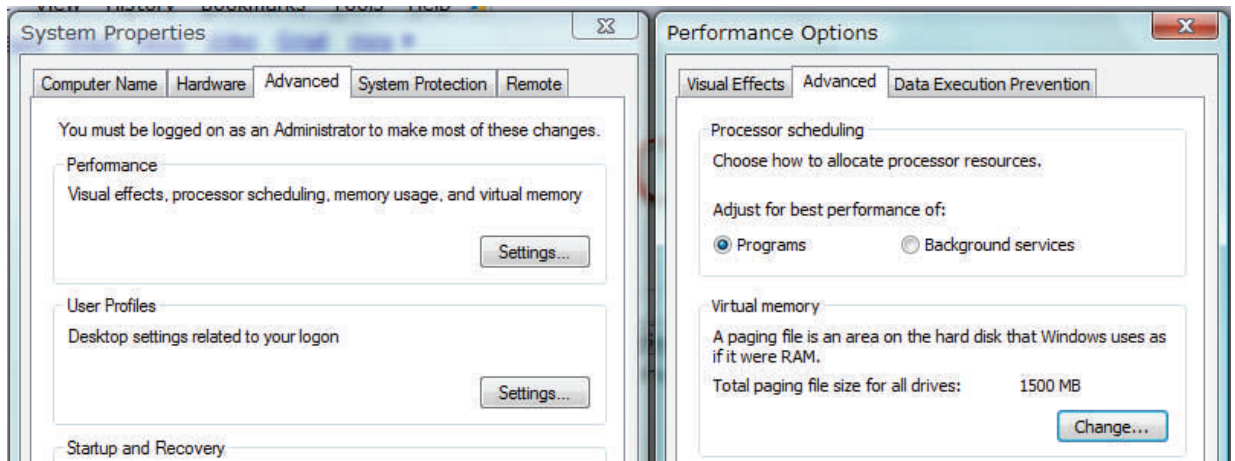 View History Bookmarks Tools Help
System Properties
Computer Name Hardware Advanced System Protection Remote
You must be logged on as an Administrator to make most of these changes.
Performance
Visual effects, processor scheduling, memory usage, and virtual memory
Settings...
User Profiles
Desktop settings related to your logon
Settings...
Startup and Recovery
Performance Options
Visual Effects Advanced Data Execution Prevention
Processor scheduling
Choose how to allocate processor resources.
Adjust for best performance of:
Programs Background services
Virtual memory
A paging file is an area on the hard disk that Windows uses as
if it were RAM.
Total paging file size for all drives: 1500 MB
Change...